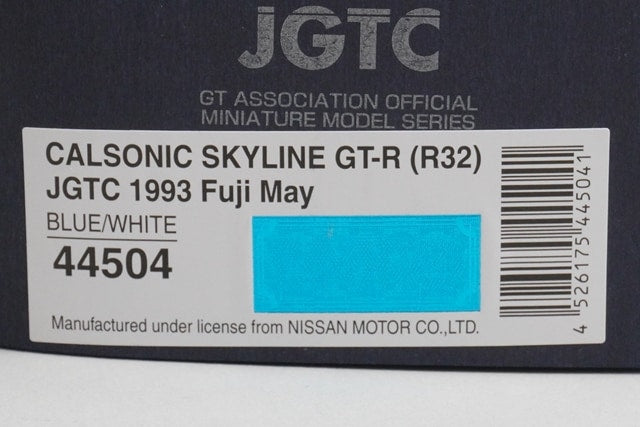 JGTC
GT ASSOCIATION OFFICIAL
MINIATURE MODEL SERIES
CALSONIC SKYLINE GT-R (R32)
JGTC 1993 Fuji May
BLUE/WHITE
44504
Manufactured under license from NISSAN MOTOR CO.,LTD.
4 526175 445041